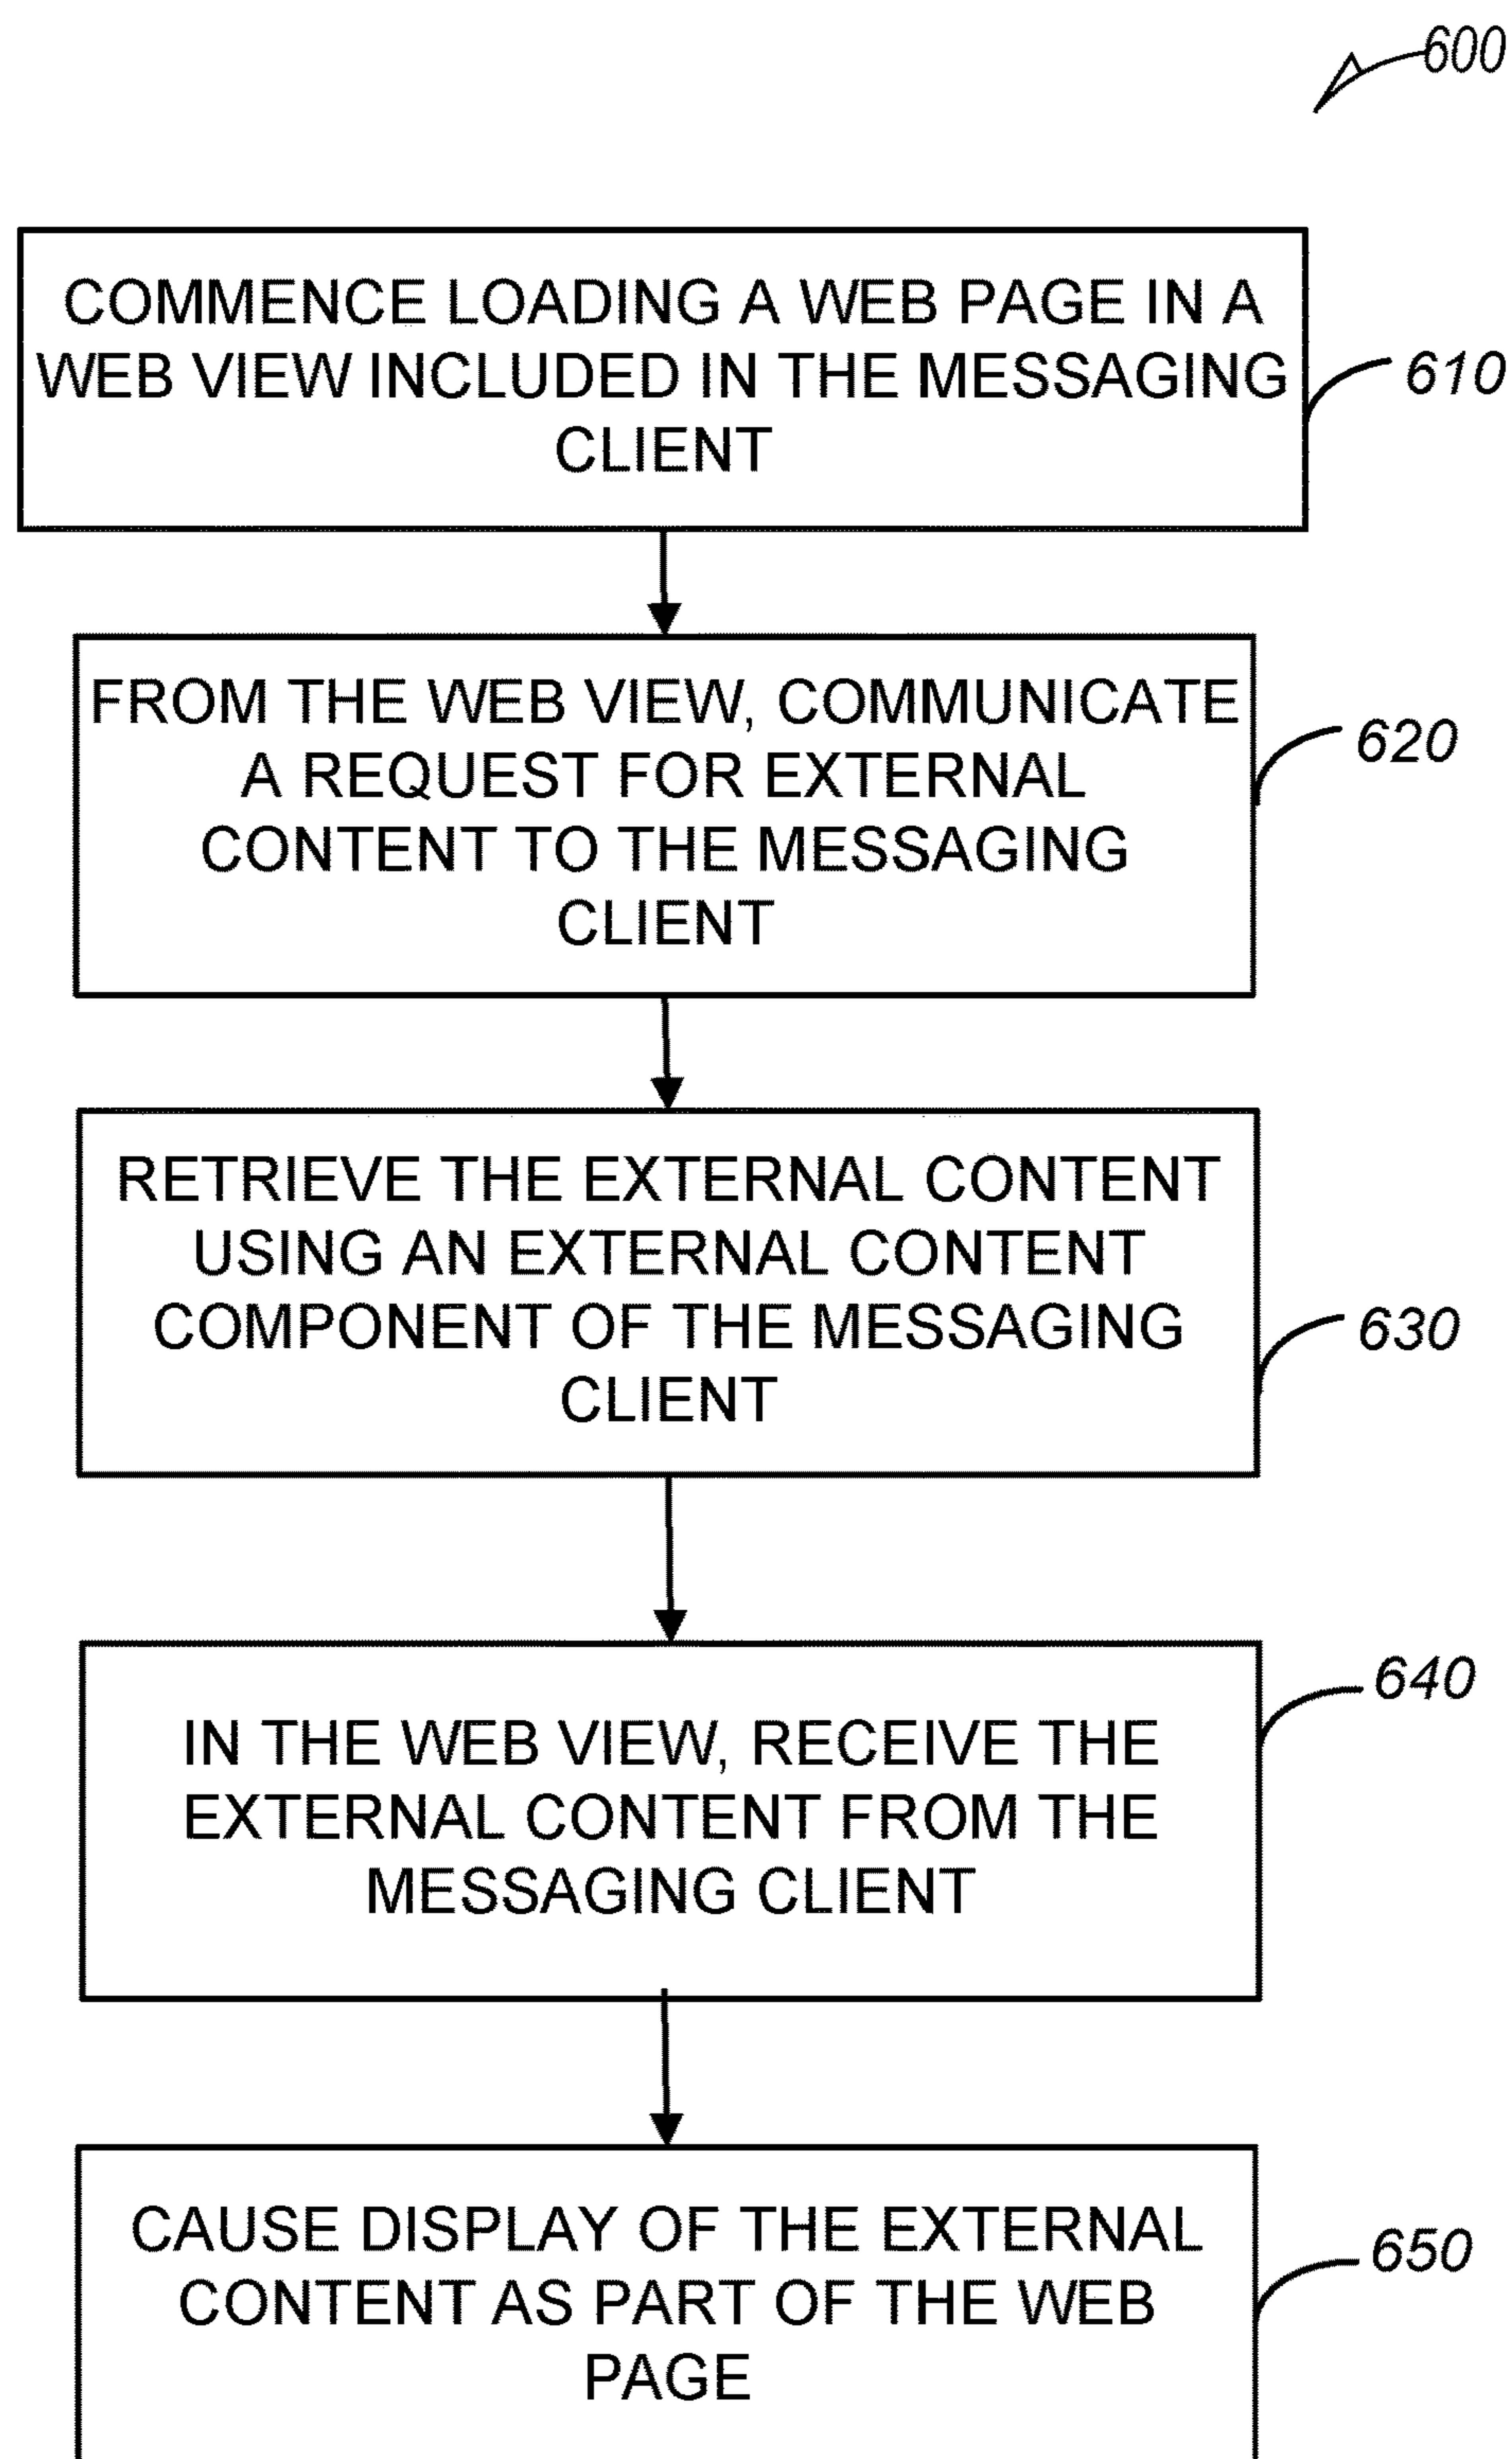 600
COMMENCE LOADING A WEB PAGE IN A
WEB VIEW INCLUDED IN THE MESSAGING
CLIENT
610
FROM THE WEB VIEW, COMMUNICATE
A REQUEST FOR EXTERNAL
CONTENT TO THE MESSAGING
CLIENT
620
RETRIEVE THE EXTERNAL CONTENT
USING AN EXTERNAL CONTENT
COMPONENT OF THE MESSAGING
CLIENT
630
IN THE WEB VIEW, RECEIVE THE
EXTERNAL CONTENT FROM THE
MESSAGING CLIENT
640
CAUSE DISPLAY OF THE EXTERNAL
CONTENT AS PART OF THE WEB
PAGE
650